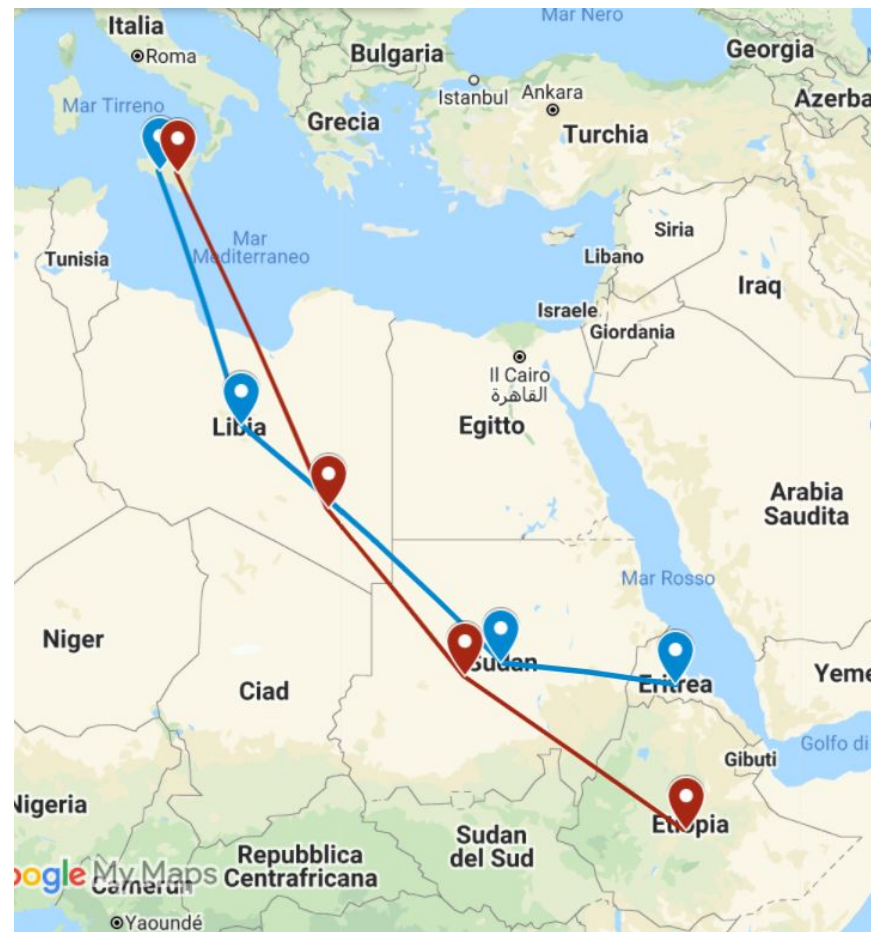 Mar Nero
Italia
Roma
Bulgaria
Georgia
Istanbul
Ankara
Azerba
Mar Tirreno
Grecia
Turchia
Mar
Mediterraneo
Siria
Tunisia
Libano
Iraq
Israele
Giordania
Il Cairo
القاهرة
Libia
Egitto
Arabia
Saudita
Mar Rosso
Niger
Sudan
Eritrea
Yeme
Ciad
Golfo di
Gibuti
Nigeria
Etiopia
Sudan
del Sud
Repubblica
Centrafricana
oogle My Maps
Camerun
Yaoundé